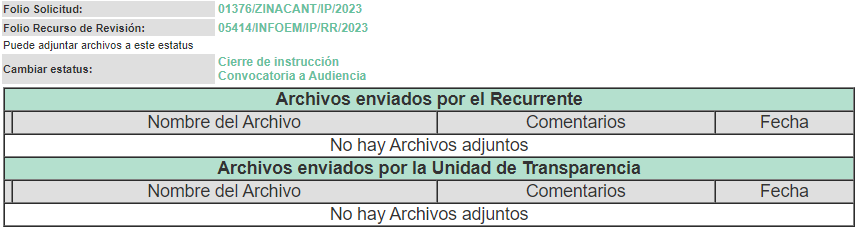 Folio Solicitud: 01376/ZINACANT/IP/2023
Folio Recurso de Revisión: 05414/INFOEM/IP/RR/2023
Puede adjuntar archivos a este estatus
Cambiar estatus: Cierre de instrucción
Convocatoria a Audiencia
Archivos enviados por el Recurrente
Nombre del Archivo Comentarios Fecha
No hay Archivos adjuntos
Archivos enviados por la Unidad de Transparencia
Nombre del Archivo Comentarios Fecha
No hay Archivos adjuntos